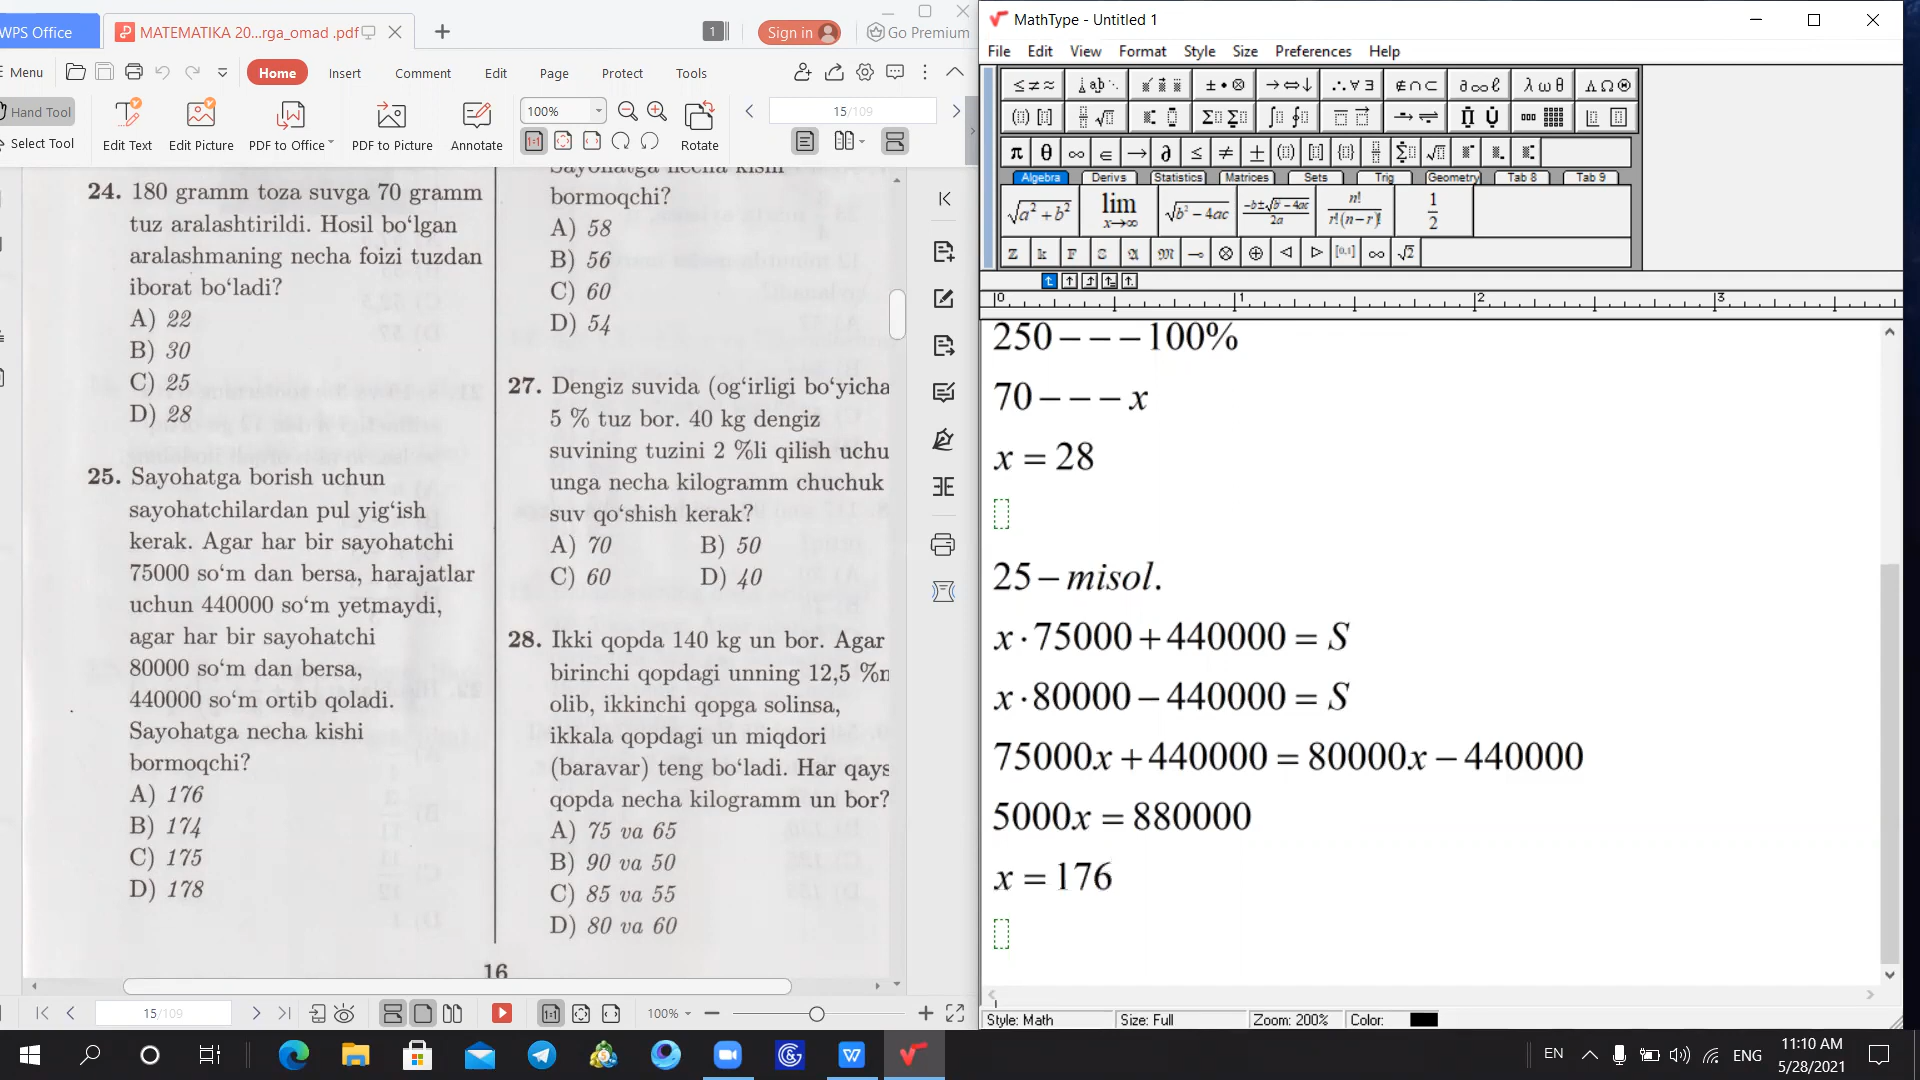 WPS Office
MATEMATIKA 20...rga_omad .pdf
1
Sign in
Go Premium
Menu
Home
Insert
Comment
Edit
Page
Protect
Tools
Hand Tool
Select Tool
Edit Text
Edit Picture
PDF to Office
PDF to Picture
Annotate
100%
Rotate
15/109
24. 180 gramm toza suvga 70 gramm
tuz aralashtirildi. Hosil bo‘lgan
aralashmaning necha foizi tuzdan
iborat bo‘ladi?
A) 22
B) 30
C) 25
D) 28
25. Sayohatga borish uchun
sayohatchilardan pul yig‘ish
kerak. Agar har bir sayohatchi
75000 so‘m dan bersa, harajatlar
uchun 440000 so‘m yetmaydi,
agar har bir sayohatchi
80000 so‘m dan bersa,
440000 so‘m ortib qoladi.
Sayohatga necha kishi
bormoqchi?
A) 176
B) 174
C) 175
D) 178
Sayohatga necha kishi
bormoqchi?
A) 58
B) 56
C) 60
D) 54
27. Dengiz suvida (og‘irligi bo‘yicha
5 % tuz bor. 40 kg dengiz
suvining tuzini 2 %li qilish uchu
unga necha kilogramm chuchuk
suv qo‘shish kerak?
A) 70 B) 50
C) 60 D) 40
28. Ikki qopda 140 kg un bor. Agar
birinchi qopdagi unning 12,5 %n
olib, ikkinchi qopga solinsa,
ikkala qopdagi un miqdori
(baravar) teng bo‘ladi. Har qays
qopda necha kilogramm un bor?
A) 75 va 65
B) 90 va 50
C) 85 va 55
D) 80 va 60
16
15/109
100%
MathType - Untitled 1
File Edit View Format Style Size Preferences Help
Algebra Derivs Statistics Matrices Sets Trig Geometry Tab 8 Tab 9
0 1 2 3
250 − − − 100%
70 − − − x
x = 28
25 − misol.
x · 75000 + 440000 = S
x · 80000 − 440000 = S
75000x + 440000 = 80000x − 440000
5000x = 880000
x = 176
Style: Math
Size: Full
Zoom: 200%
Color:
EN
ENG
11:10 AM
5/28/2021